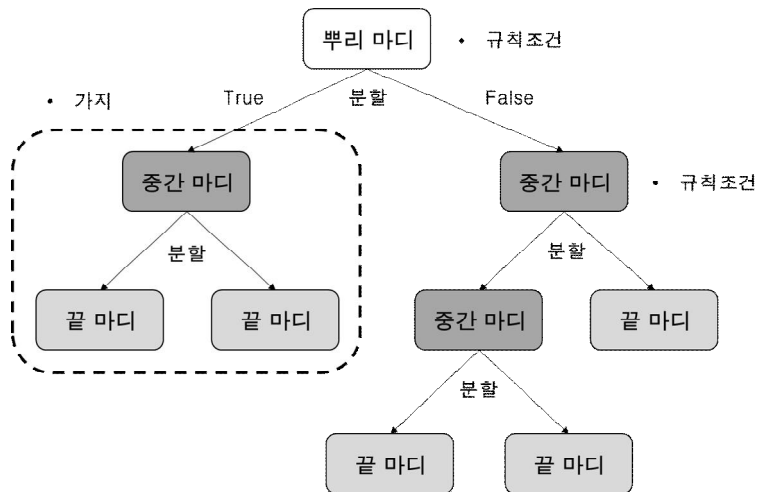 뿌리 마디 • 규칙조건
• 가지 True 분할 False
중간 마디 중간 마디 • 규칙조건
분할 분할
끝 마디 끝 마디 중간 마디 끝 마디
분할
끝 마디 끝 마디